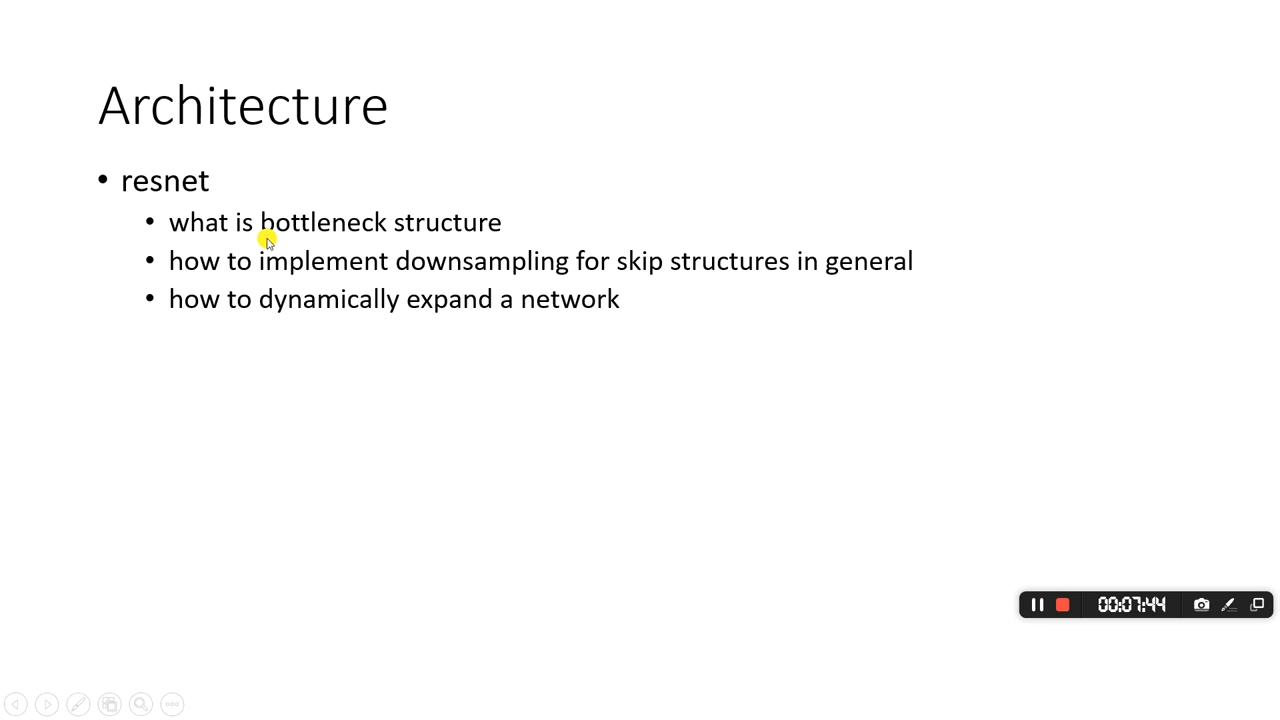 Architecture
• resnet
• what is bottleneck structure
• how to implement downsampling for skip structures in general
• how to dynamically expand a network
00:07:44